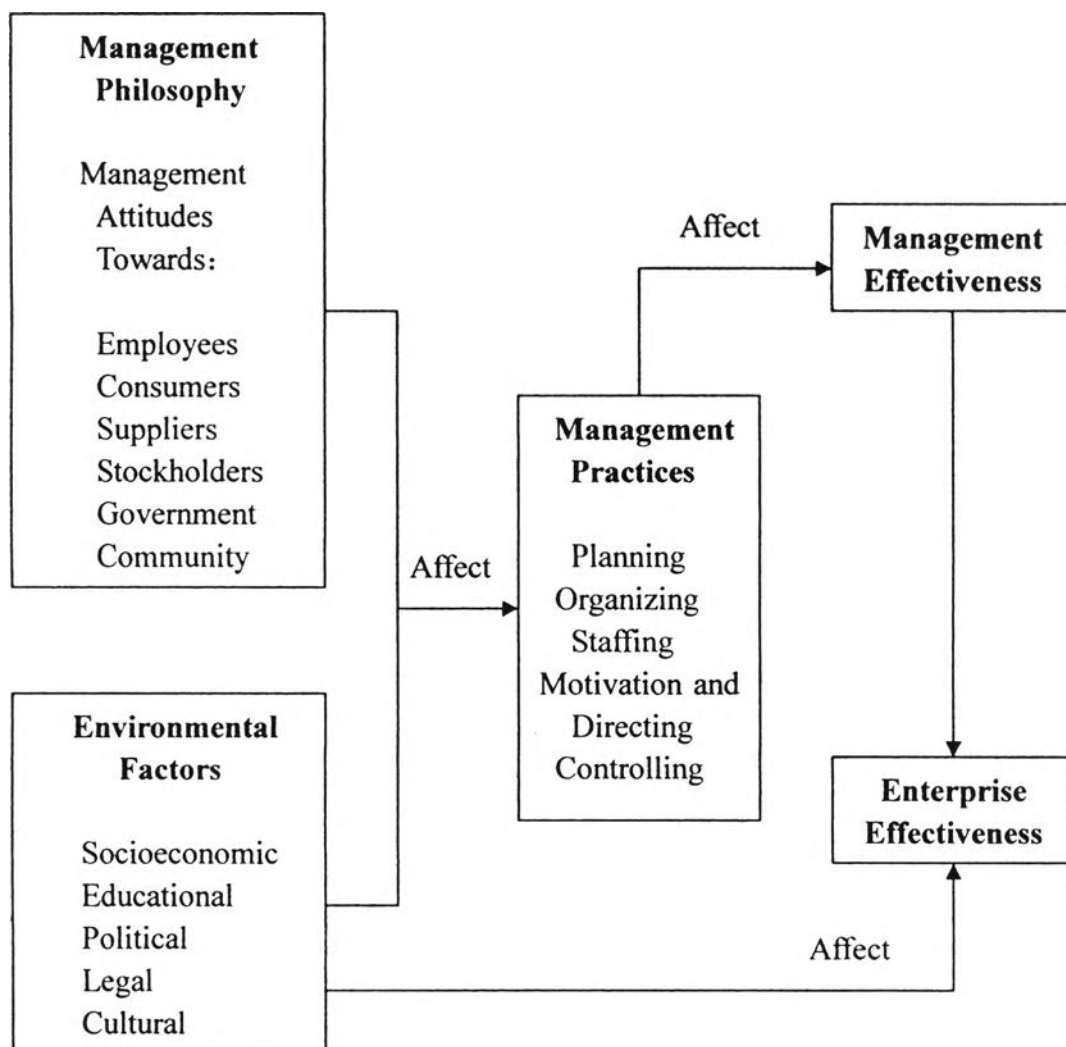 Management
Philosophy
Management
Attitudes
Towards：
Employees
Consumers
Suppliers
Stockholders
Government
Community
Environmental
Factors
Socioeconomic
Educational
Political
Legal
Cultural
Affect
Management
Practices
Planning
Organizing
Staffing
Motivation and
Directing
Controlling
Affect
Management
Effectiveness
Enterprise
Effectiveness
Affect